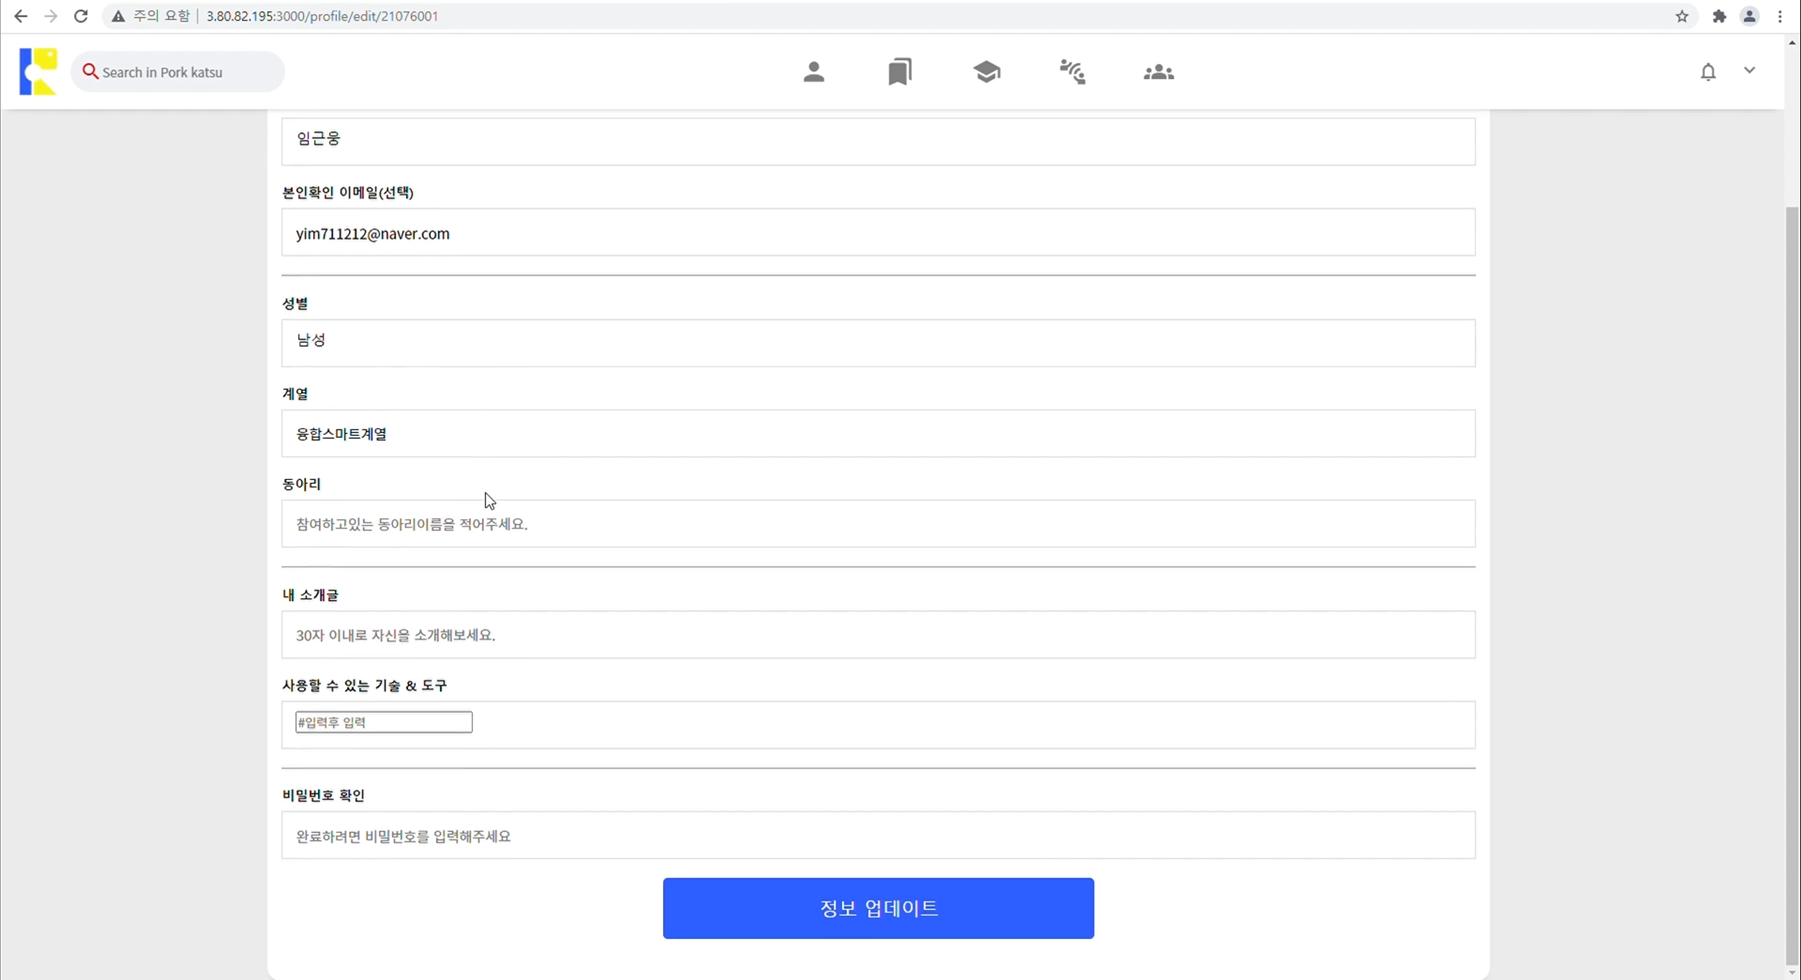 주의 요함 | 3.80.82.195:3000/profile/edit/21076001
Search in Pork katsu
임근웅
본인확인 이메일(선택)
yim711212@naver.com
성별
남성
계열
융합스마트계열
동아리
참여하고있는 동아리이름을 적어주세요.
내 소개글
30자 이내로 자신을 소개해보세요.
사용할 수 있는 기술 & 도구
#입력후 입력
비밀번호 확인
완료하려면 비밀번호를 입력해주세요
정보 업데이트